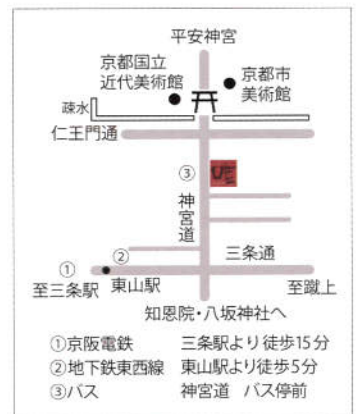 平安神宮
京都国立
近代美術館
京都市
美術館
疏水
仁王門通
③
神宮道
三条通
②
①
東山駅
至三条駅
至蹴上
知恩院・八坂神社へ
①京阪電鉄 三条駅より徒歩15分
②地下鉄東西線 東山駅より徒歩5分
③バス 神宮道 バス停前